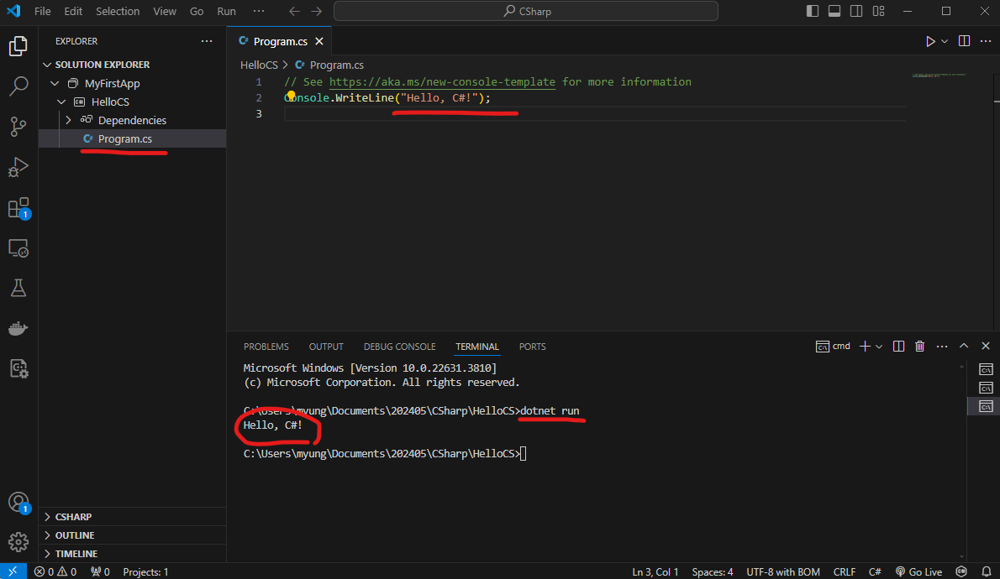 File Edit Selection View Go Run ··· CSharp
EXPLORER ···
SOLUTION EXPLORER
MyFirstApp
HelloCS
Dependencies
C# Program.cs
CSHARP
OUTLINE
TIMELINE
1
1
C# Program.cs
HelloCS > C# Program.cs
1 // See https://aka.ms/new-console-template for more information
2 Console.WriteLine("Hello, C#!");
3
PROBLEMS OUTPUT DEBUG CONSOLE TERMINAL PORTS cmd
Microsoft Windows [Version 10.0.22631.3810]
(c) Microsoft Corporation. All rights reserved.
C:\Users\myung\Documents\202405\CSharp\HelloCS>dotnet run
Hello, C#!
C:\Users\myung\Documents\202405\CSharp\HelloCS>
0 0 0 Projects: 1 Ln 3, Col 1 Spaces: 4 UTF-8 with BOM CRLF C# Go Live